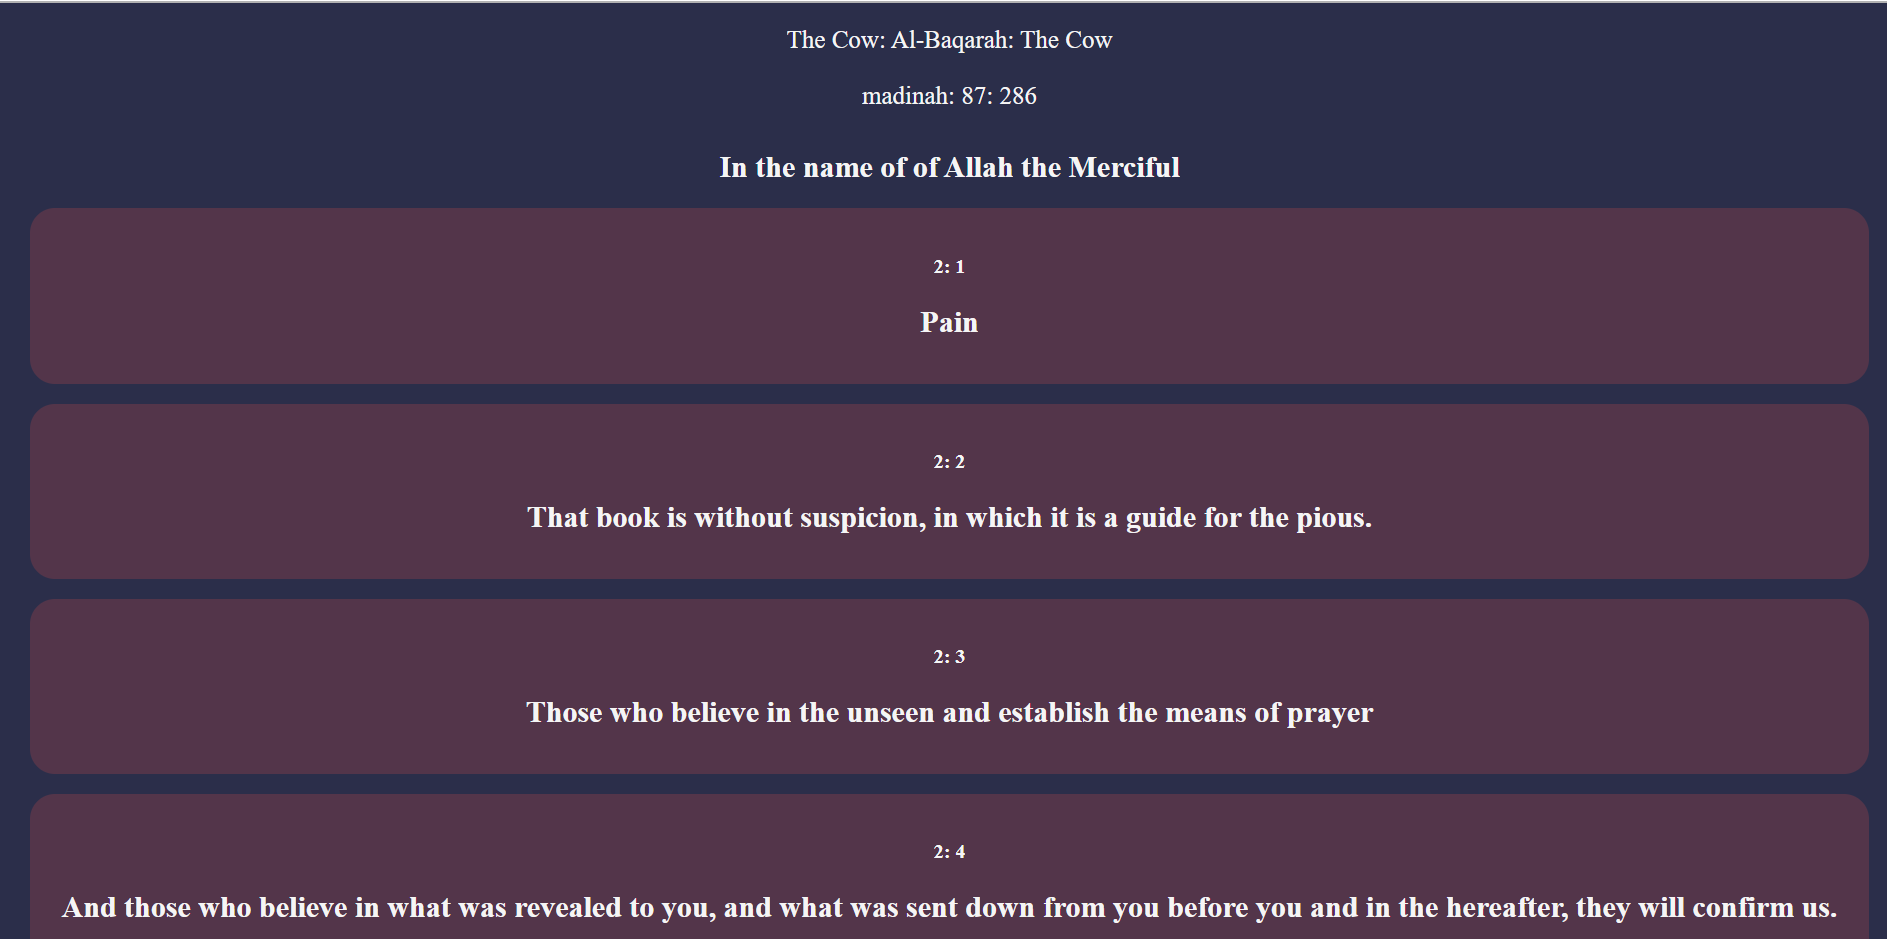 The Cow: Al-Baqarah: The Cow
madinah: 87: 286
In the name of of Allah the Merciful
2: 1
Pain
2: 2
That book is without suspicion, in which it is a guide for the pious.
2: 3
Those who believe in the unseen and establish the means of prayer
2: 4
And those who believe in what was revealed to you, and what was sent down from you before you and in the hereafter, they will confirm us.